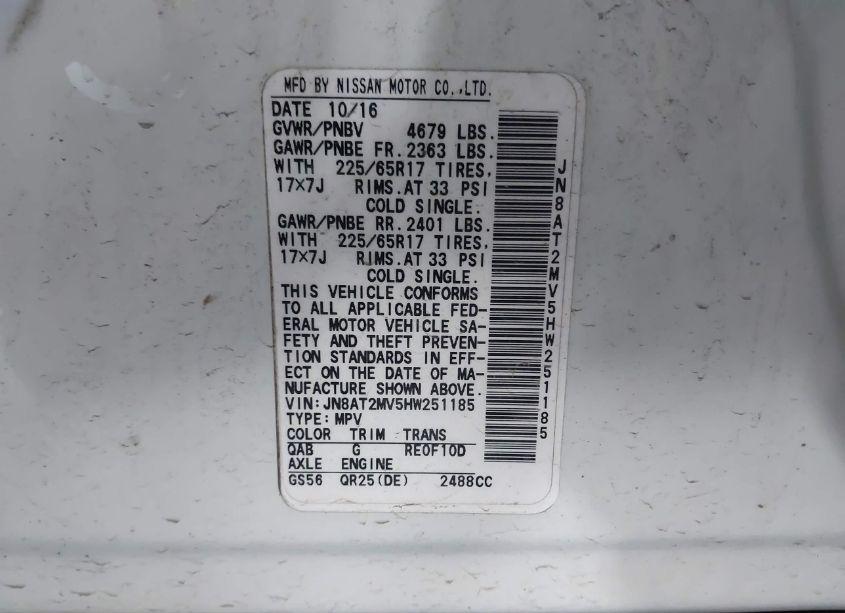 MFD BY NISSAN MOTOR CO.,LTD.
DATE 10/16
GVWR/PNBV 4679 LBS.
GAWR/PNBE FR. 2363 LBS.
WITH 225/65R17 TIRES,
17×7J RIMS.AT 33 PSI
COLD SINGLE.
GAWR/PNBE RR. 2401 LBS.
WITH 225/65R17 TIRES,
17×7J RIMS.AT 33 PSI
COLD SINGLE.
THIS VEHICLE CONFORMS
TO ALL APPLICABLE FED-
ERAL MOTOR VEHICLE SA-
FETY AND THEFT PREVEN-
TION STANDARDS IN EFF-
ECT ON THE DATE OF MA-
NUFACTURE SHOWN ABOVE.
VIN:JN8AT2MV5HW251185
TYPE:MPV
COLOR TRIM TRANS
QAB G RE0F10D
AXLE ENGINE
GS56 QR25(DE) 2488CC
JN8AT2MV5HW251185